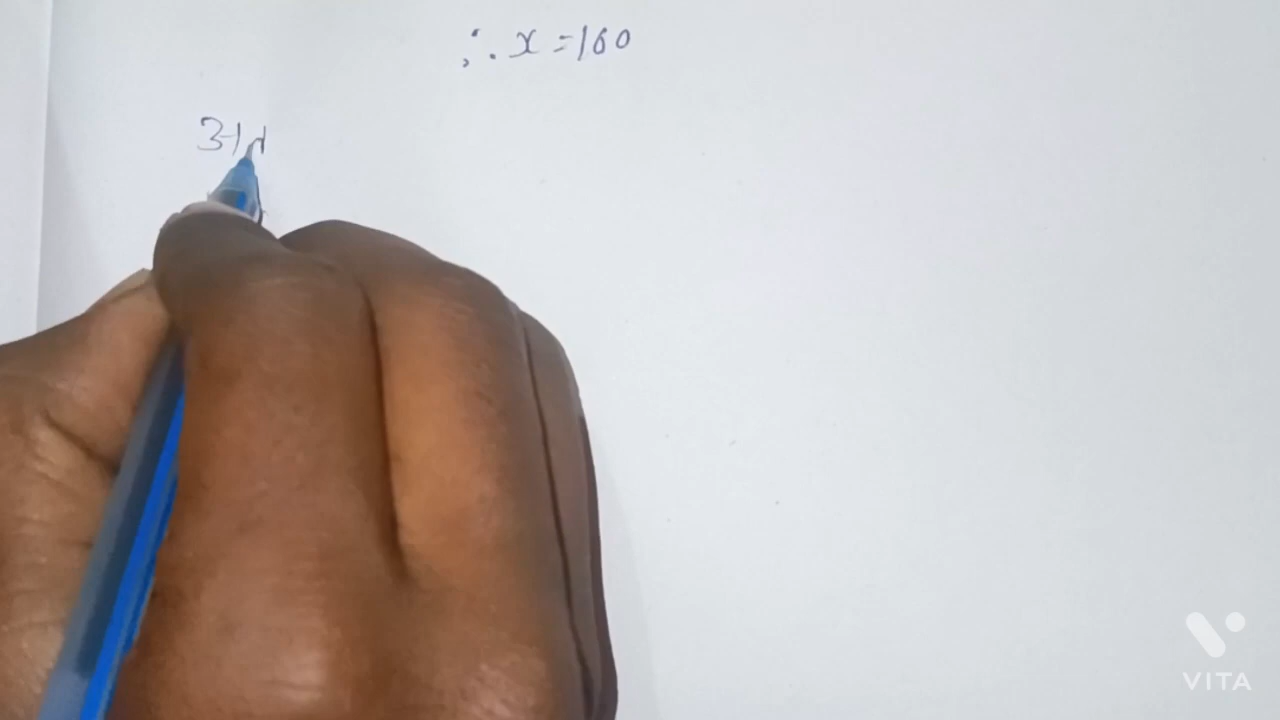 ∴ x = 160
VITA